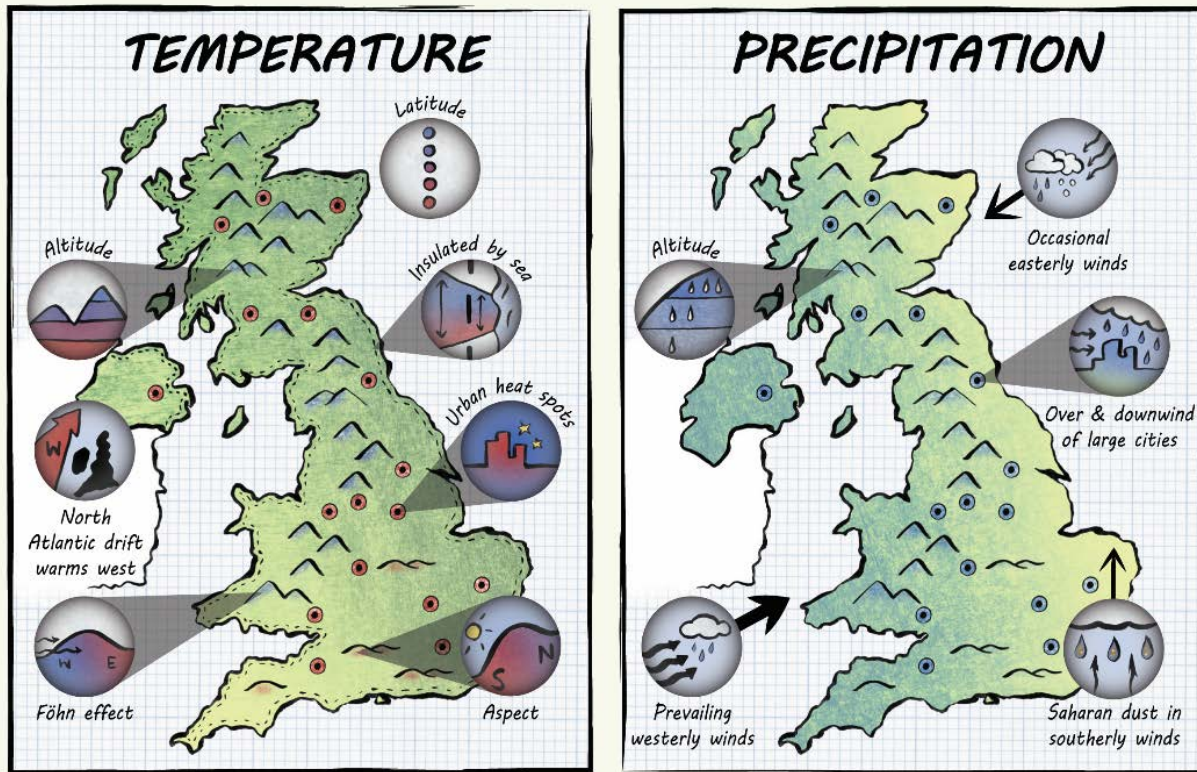 TEMPERATURE
Latitude
Altitude
Insulated by sea
Urban heat spots
W
North
Atlantic drift
warms west
W
E
Föhn effect
S
N
Aspect
PRECIPITATION
Occasional
easterly winds
Altitude
Over & downwind
of large cities
Prevailing
westerly winds
Saharan dust in
southerly winds